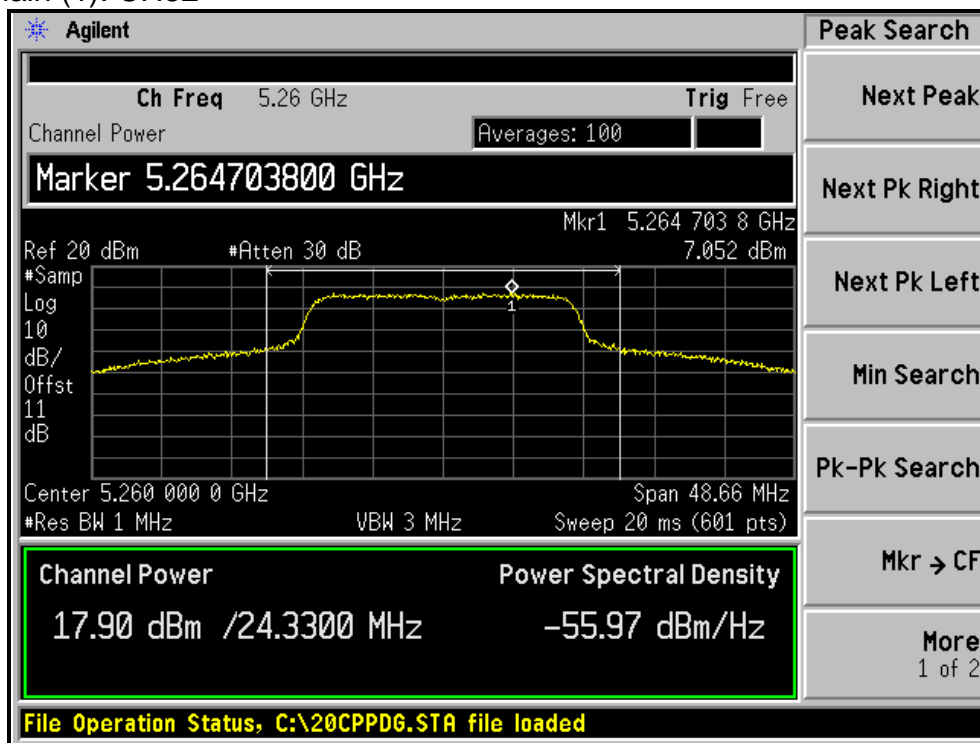 Agilent
Peak Search
Ch Freq 5.26 GHz Trig Free
Channel Power Averages: 100
Marker 5.264703800 GHz
Mkr1 5.264 703 8 GHz
Ref 20 dBm #Atten 30 dB 7.052 dBm
#Samp
Log
10
dB/
Offst
11
dB
1
Center 5.260 000 0 GHz Span 48.66 MHz
#Res BW 1 MHz VBW 3 MHz Sweep 20 ms (601 pts)
Channel Power Power Spectral Density
17.90 dBm /24.3300 MHz -55.97 dBm/Hz
File Operation Status, C:\20CPPDG.STA file loaded
Next Peak
Next Pk Right
Next Pk Left
Min Search
Pk-Pk Search
Mkr → CF
More
1 of 2